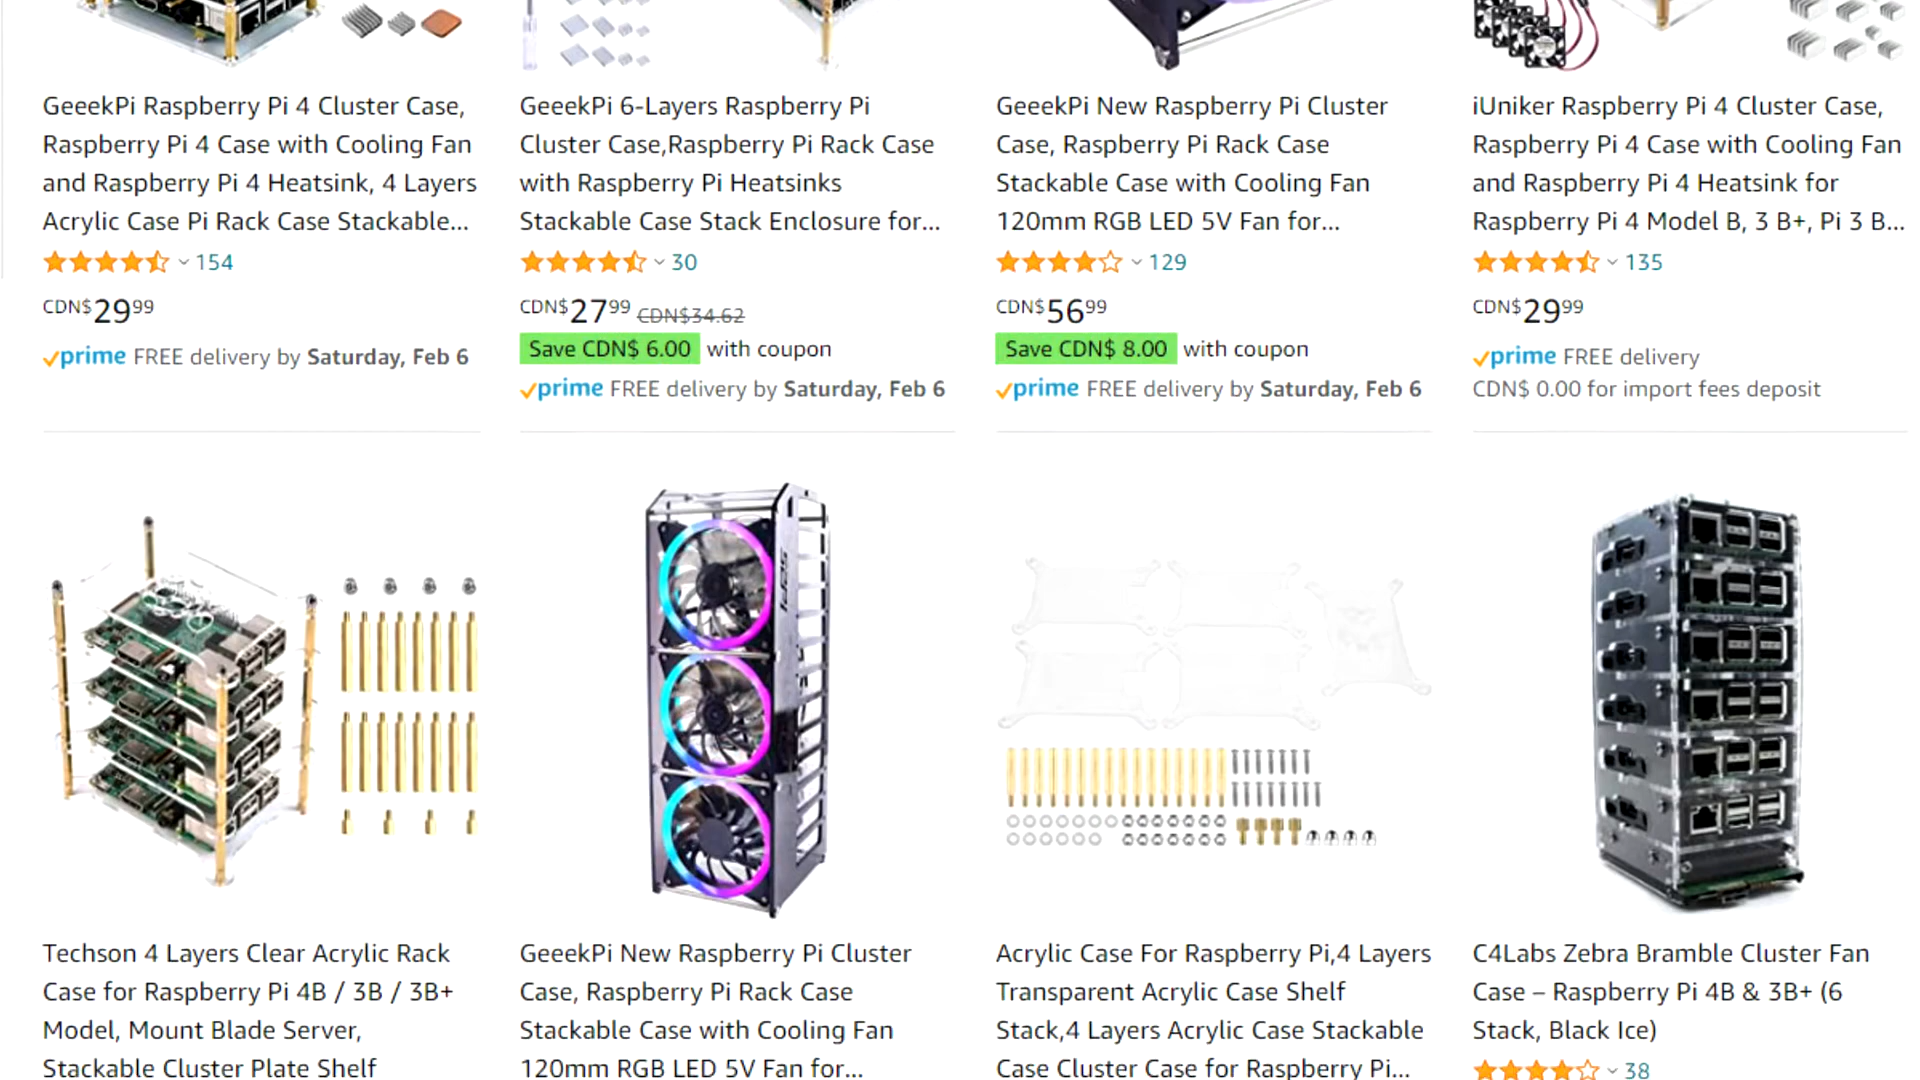 GeeekPi Raspberry Pi 4 Cluster Case,
Raspberry Pi 4 Case with Cooling Fan
and Raspberry Pi 4 Heatsink, 4 Layers
Acrylic Case Pi Rack Case Stackable...
154
CDN$ 29 99
prime FREE delivery by Saturday, Feb 6
GeeekPi 6-Layers Raspberry Pi
Cluster Case,Raspberry Pi Rack Case
with Raspberry Pi Heatsinks
Stackable Case Stack Enclosure for...
30
CDN$ 27 99 CDN$34.62
Save CDN$ 6.00 with coupon
prime FREE delivery by Saturday, Feb 6
GeeekPi New Raspberry Pi Cluster
Case, Raspberry Pi Rack Case
Stackable Case with Cooling Fan
120mm RGB LED 5V Fan for...
129
CDN$ 56 99
Save CDN$ 8.00 with coupon
prime FREE delivery by Saturday, Feb 6
iUniker Raspberry Pi 4 Cluster Case,
Raspberry Pi 4 Case with Cooling Fan
and Raspberry Pi 4 Heatsink for
Raspberry Pi 4 Model B, 3 B+, Pi 3 B...
135
CDN$ 29 99
prime FREE delivery
CDN$ 0.00 for import fees deposit
Techson 4 Layers Clear Acrylic Rack
Case for Raspberry Pi 4B / 3B / 3B+
Model, Mount Blade Server,
Stackable Cluster Plate Shelf
GeeekPi New Raspberry Pi Cluster
Case, Raspberry Pi Rack Case
Stackable Case with Cooling Fan
120mm RGB LED 5V Fan for...
Acrylic Case For Raspberry Pi,4 Layers
Transparent Acrylic Case Shelf
Stack,4 Layers Acrylic Case Stackable
Case Cluster Case for Raspberry Pi...
C4Labs Zebra Bramble Cluster Fan
Case – Raspberry Pi 4B & 3B+ (6
Stack, Black Ice)
38